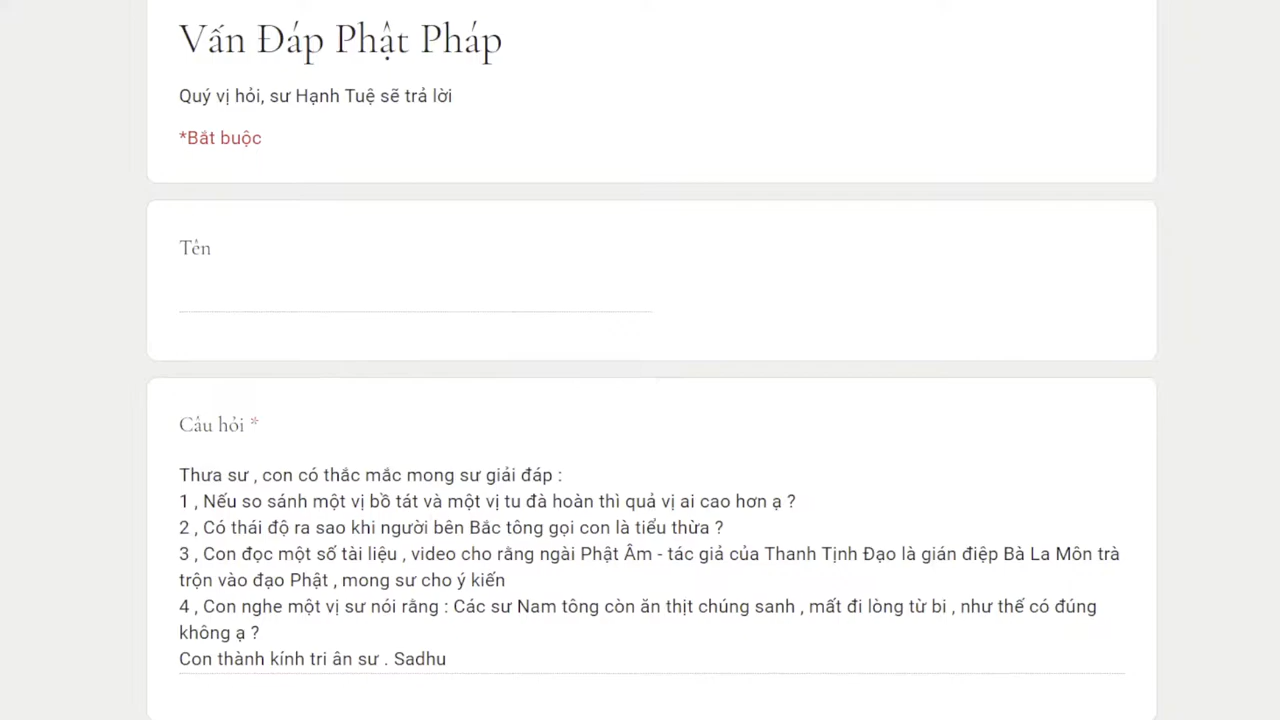 Vấn Đáp Phật Pháp
Quý vị hỏi, sư Hạnh Tuệ sẽ trả lời
*Bắt buộc
Tên
Câu hỏi *
Thưa sư , con có thắc mắc mong sư giải đáp :
1 , Nếu so sánh một vị bồ tát và một vị tu đà hoàn thì quả vị ai cao hơn ạ ?
2 , Có thái độ ra sao khi người bên Bắc tông gọi con là tiểu thừa ?
3 , Con đọc một số tài liệu , video cho rằng ngài Phật Âm - tác giả của Thanh Tịnh Đạo là gián điệp Bà La Môn trà
trộn vào đạo Phật , mong sư cho ý kiến
4 , Con nghe một vị sư nói rằng : Các sư Nam tông còn ăn thịt chúng sanh , mất đi lòng từ bi , như thế có đúng
không ạ ?
Con thành kính tri ân sư . Sadhu